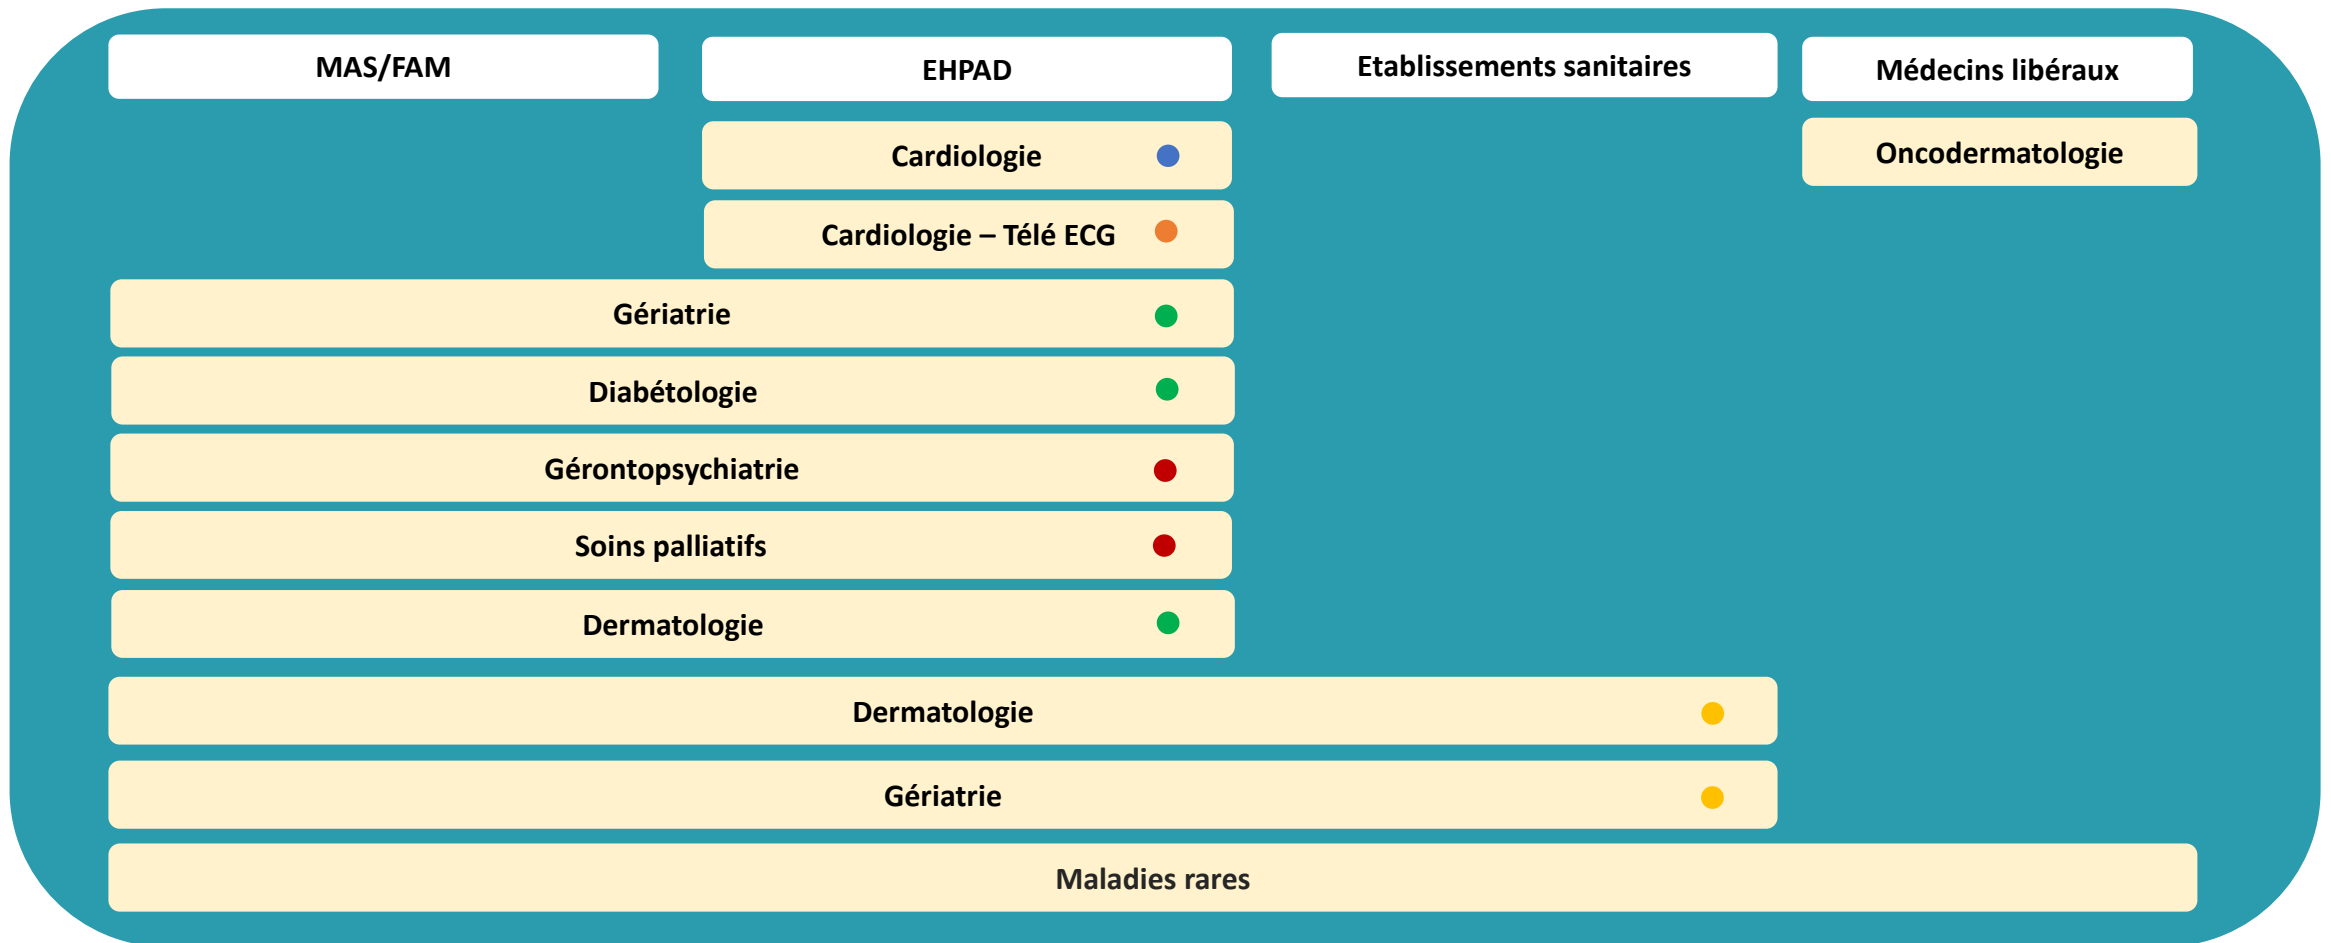 MAS/FAM
EHPAD
Etablissements sanitaires
Médecins libéraux
Cardiologie
Oncodermatologie
Cardiologie – Télé ECG
Gériatrie
Diabétologie
Gérontopsychiatrie
Soins palliatifs
Dermatologie
Dermatologie
Gériatrie
Maladies rares